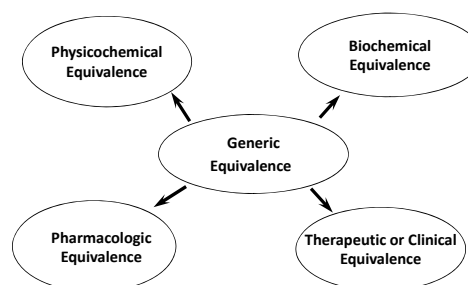 Physicochemical
Equivalence
Biochemical
Equivalence
Generic
Equivalence
Pharmacologic
Equivalence
Therapeutic or Clinical
Equivalence